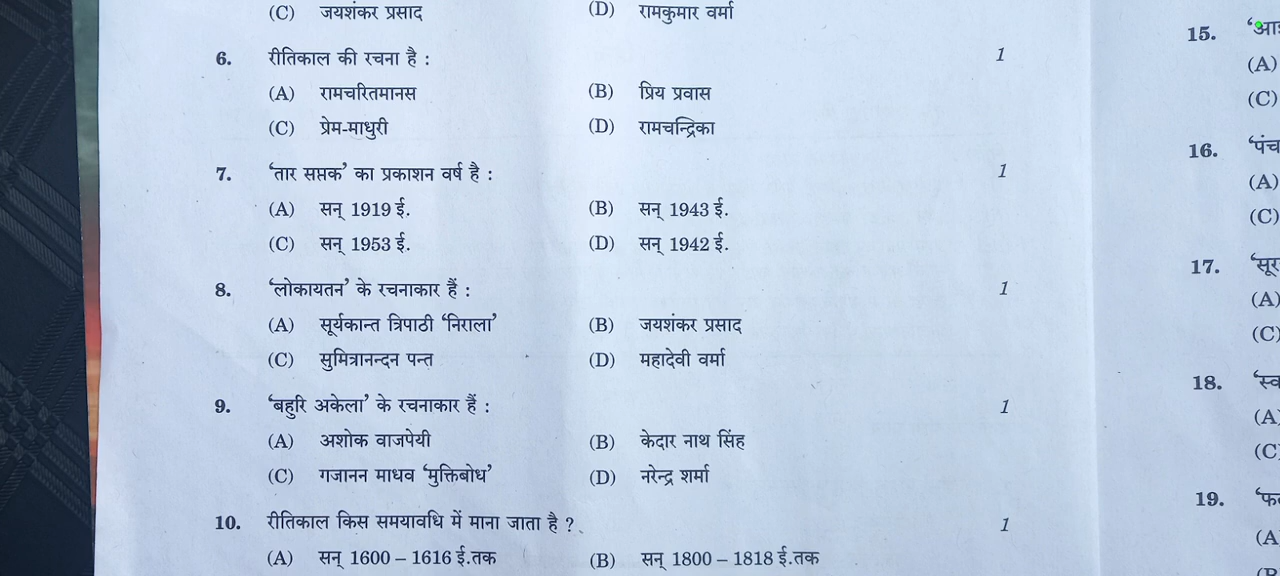 (C) जयशंकर प्रसाद (D) रामकुमार वर्मा
6. रीतिकाल की रचना है : 1
(A) रामचरितमानस (B) प्रिय प्रवास
(C) प्रेम-माधुरी (D) रामचन्द्रिका
7. ‘तार सप्तक’ का प्रकाशन वर्ष है : 1
(A) सन् 1919 ई. (B) सन् 1943 ई.
(C) सन् 1953 ई. (D) सन् 1942 ई.
8. ‘लोकायतन’ के रचनाकार हैं : 1
(A) सूर्यकान्त त्रिपाठी ‘निराला’ (B) जयशंकर प्रसाद
(C) सुमित्रानन्दन पन्त (D) महादेवी वर्मा
9. ‘बहुरि अकेला’ के रचनाकार हैं : 1
(A) अशोक वाजपेयी (B) केदार नाथ सिंह
(C) गजानन माधव ‘मुक्तिबोध’ (D) नरेन्द्र शर्मा
10. रीतिकाल किस समयावधि में माना जाता है ? 1
(A) सन् 1600 – 1616 ई.तक (B) सन् 1800 – 1818 ई.तक
15.
(A)
(C)
16. ‘पंच
(A)
(C)
17. ‘सूर
(A)
(C)
18. ‘स्व
(A)
(C)
19.
(A)